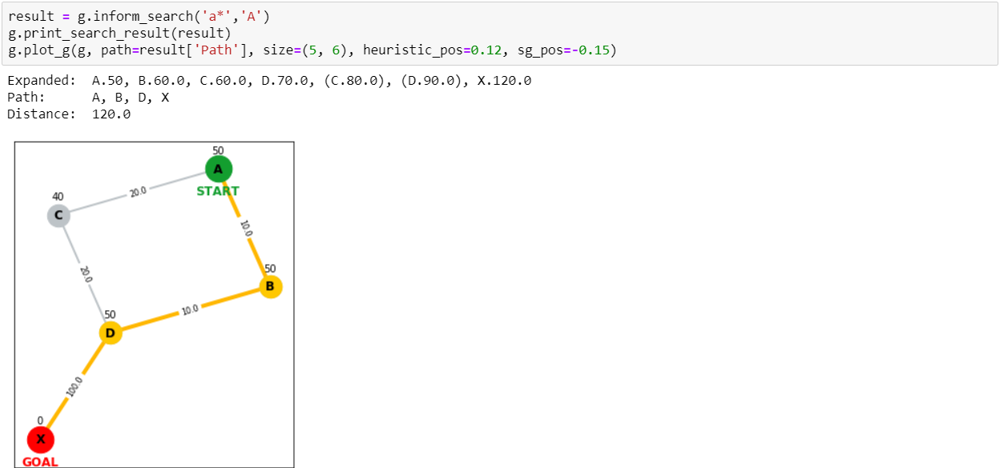 result = g.inform_search('a*','A')
g.print_search_result(result)
g.plot_g(g, path=result['Path'], size=(5, 6), heuristic_pos=0.12, sg_pos=-0.15)
Expanded:  A.50, B.60.0, C.60.0, D.70.0, (C.80.0), (D.90.0), X.120.0
Path:      A, B, D, X
Distance:  120.0
50
A
START
20.0
40
C
10.0
50
B
20.0
10.0
50
D
100.0
0
X
GOAL